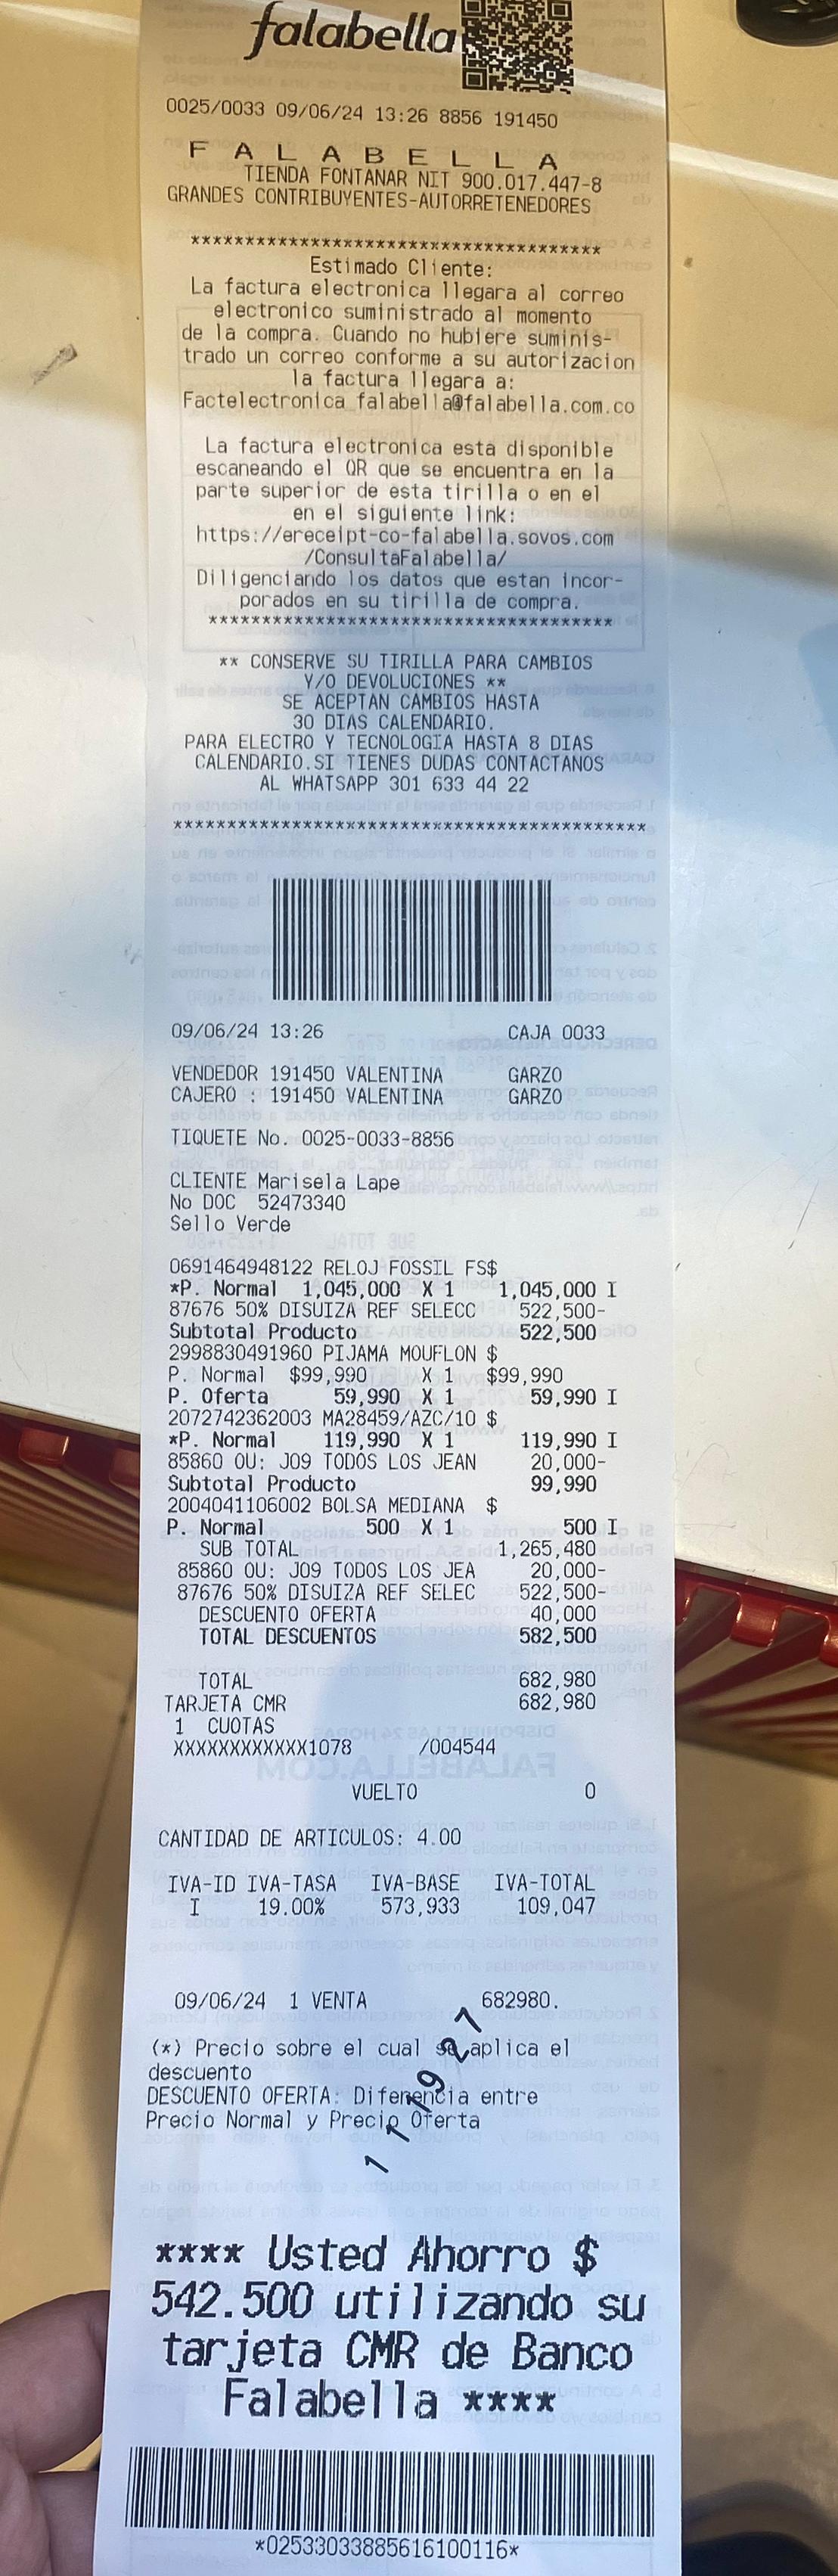 falabella
0025/0033 09/06/24 13:26 8856 191450
F A L A B E L L A
TIENDA FONTANAR NIT 900.017.447-8
GRANDES CONTRIBUYENTES-AUTORRETENEDORES
**************************************
Estimado Cliente:
La factura electronica llegara al correo
electronico suministrado al momento
de la compra. Cuando no hubiere suminis-
trado un correo conforme a su autorizacion
la factura llegara a:
Factelectronica falabella@falabella.com.co
La factura electronica esta disponible
escaneando el QR que se encuentra en la
parte superior de esta tirilla o en el
en el siguiente link:
https://ereceipt-co-falabella.sovos.com
/ConsultaFalabella/
Diligenciando los datos que estan incor-
porados en su tirilla de compra.
**************************************
** CONSERVE SU TIRILLA PARA CAMBIOS
Y/O DEVOLUCIONES **
SE ACEPTAN CAMBIOS HASTA
30 DIAS CALENDARIO.
PARA ELECTRO Y TECNOLOGIA HASTA 8 DIAS
CALENDARIO.SI TIENES DUDAS CONTACTANOS
AL WHATSAPP 301 633 44 22
********************************************
09/06/24 13:26 CAJA 0033
VENDEDOR 191450 VALENTINA GARZO
CAJERO : 191450 VALENTINA GARZO
TIQUETE No. 0025-0033-8856
CLIENTE Marisela Lape
No DOC 52473340
Sello Verde
0691464948122 RELOJ FOSSIL FS$
*P. Normal 1,045,000 X 1 1,045,000 I
87676 50% DISUIZA REF SELECC 522,500-
Subtotal Producto 522,500
2998830491960 PIJAMA MOUFLON $
P. Normal $99,990 X 1 $99,990
P. Oferta 59,990 X 1 59,990 I
2072742362003 MA28459/AZC/10 $
*P. Normal 119,990 X 1 119,990 I
85860 OU: J09 TODOS LOS JEAN 20,000-
Subtotal Producto 99,990
2004041106002 BOLSA MEDIANA $
P. Normal 500 X 1 500 I
SUB TOTAL 1,265,480
85860 OU: J09 TODOS LOS JEA 20,000-
87676 50% DISUIZA REF SELEC 522,500-
DESCUENTO OFERTA 40,000
TOTAL DESCUENTOS 582,500
TOTAL 682,980
TARJETA CMR 682,980
1 CUOTAS
XXXXXXXXXXXX1078 /004544
VUELTO 0
CANTIDAD DE ARTICULOS: 4.00
IVA-ID IVA-TASA IVA-BASE IVA-TOTAL
I 19.00% 573,933 109,047
09/06/24 1 VENTA 682980.
(*) Precio sobre el cual se aplica el
descuento
DESCUENTO OFERTA: Diferencia entre
Precio Normal y Precio Oferta
**** Usted Ahorro $
542.500 utilizando su
tarjeta CMR de Banco
Falabella ****
*02533033885616100116*